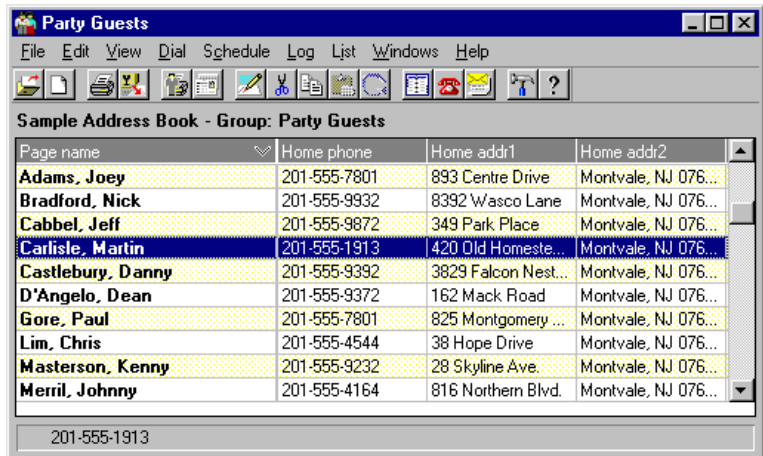 Party Guests
File Edit View Dial Schedule Log List Windows Help
?
Sample Address Book - Group: Party Guests
Page name Home phone Home addr1 Home addr2
Adams, Joey 201-555-7801 893 Centre Drive Montvale, NJ 076...
Bradford, Nick 201-555-9932 8392 Wasco Lane Montvale, NJ 076...
Cabbel, Jeff 201-555-9872 349 Park Place Montvale, NJ 076...
Carlisle, Martin 201-555-1913 420 Old Homeste... Montvale, NJ 076...
Castlebury, Danny 201-555-9392 3829 Falcon Nest... Montvale, NJ 076...
D'Angelo, Dean 201-555-9372 162 Mack Road Montvale, NJ 076...
Gore, Paul 201-555-7801 825 Montgomery ... Montvale, NJ 076...
Lim, Chris 201-555-4544 38 Hope Drive Montvale, NJ 076...
Masterson, Kenny 201-555-9232 28 Skyline Ave. Montvale, NJ 076...
Merril, Johnny 201-555-4164 816 Northern Blvd. Montvale, NJ 076...
201-555-1913